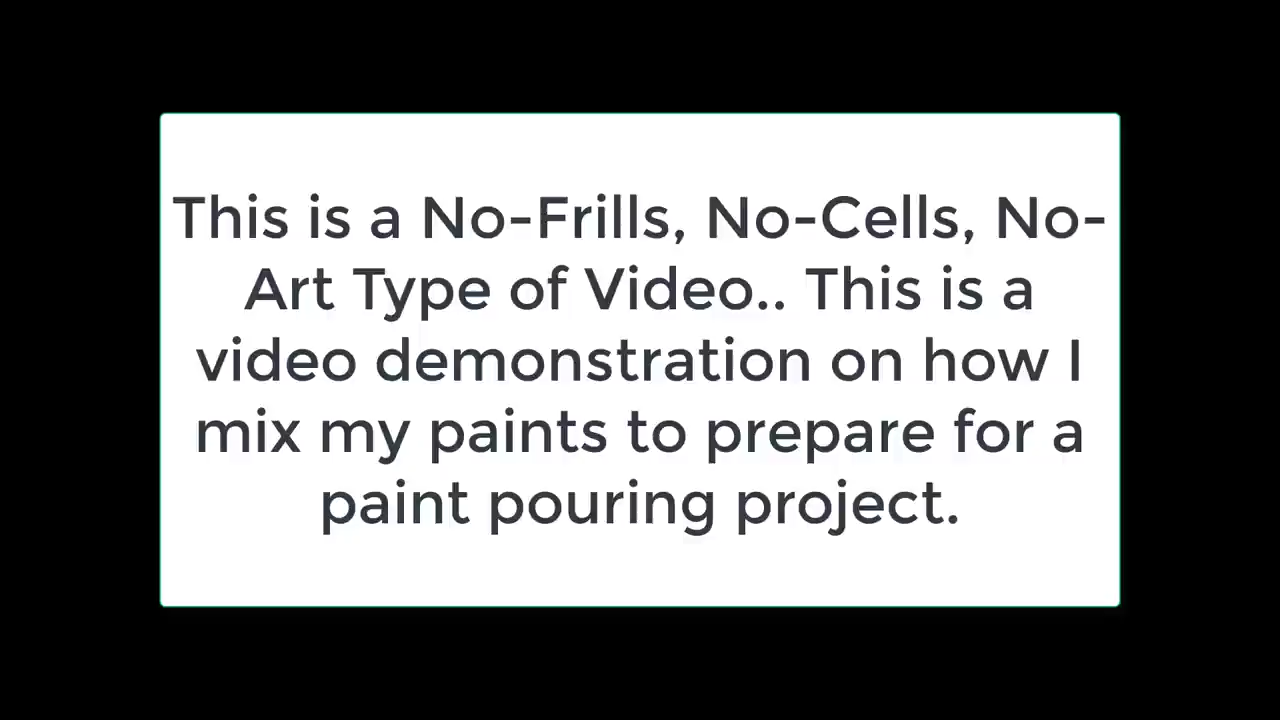 This is a No-Frills, No-Cells, No-
Art Type of Video.. This is a
video demonstration on how I
mix my paints to prepare for a
paint pouring project.